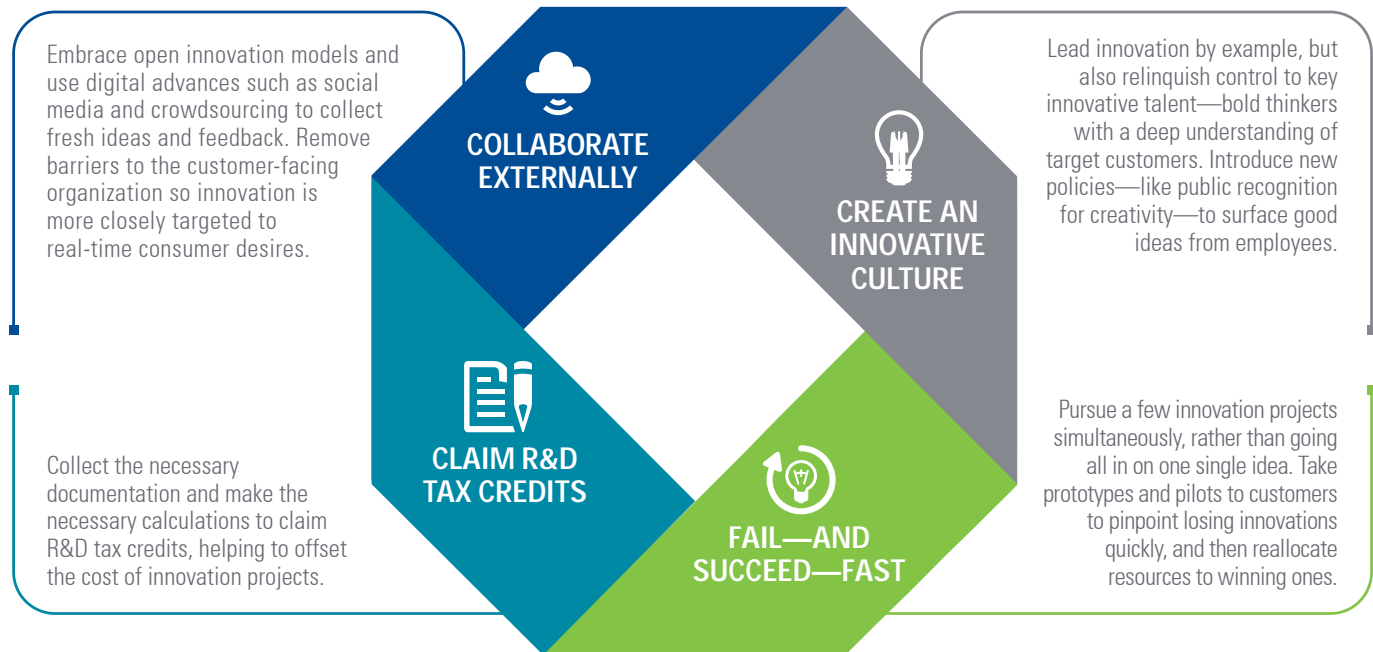 Embrace open innovation models and
use digital advances such as social
media and crowdsourcing to collect
fresh ideas and feedback. Remove
barriers to the customer-facing
organization so innovation is
more closely targeted to
real-time consumer desires.
COLLABORATE
EXTERNALLY
CREATE AN
INNOVATIVE
CULTURE
Lead innovation by example, but
also relinquish control to key
innovative talent—bold thinkers
with a deep understanding of
target customers. Introduce new
policies—like public recognition
for creativity—to surface good
ideas from employees.
Collect the necessary
documentation and make the
necessary calculations to claim
R&D tax credits, helping to offset
the cost of innovation projects.
CLAIM R&D
TAX CREDITS
FAIL—AND
SUCCEED—FAST
Pursue a few innovation projects
simultaneously, rather than going
all in on one single idea. Take
prototypes and pilots to customers
to pinpoint losing innovations
quickly, and then reallocate
resources to winning ones.